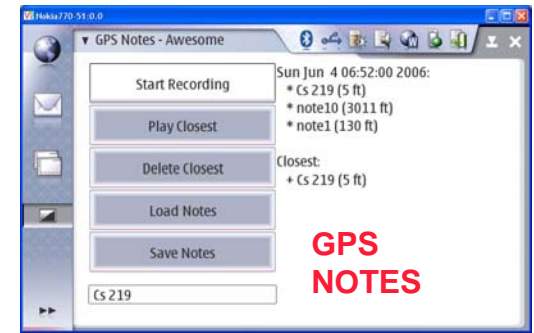 Nokia770-51:0.0
GPS Notes - Awesome
Start Recording
Play Closest
Delete Closest
Load Notes
Save Notes
Cs 219
Sun Jun 4 06:52:00 2006:
* Cs 219 (5 ft)
* note10 (3011 ft)
* note1 (130 ft)
Closest:
+ Cs 219 (5 ft)
GPS
NOTES